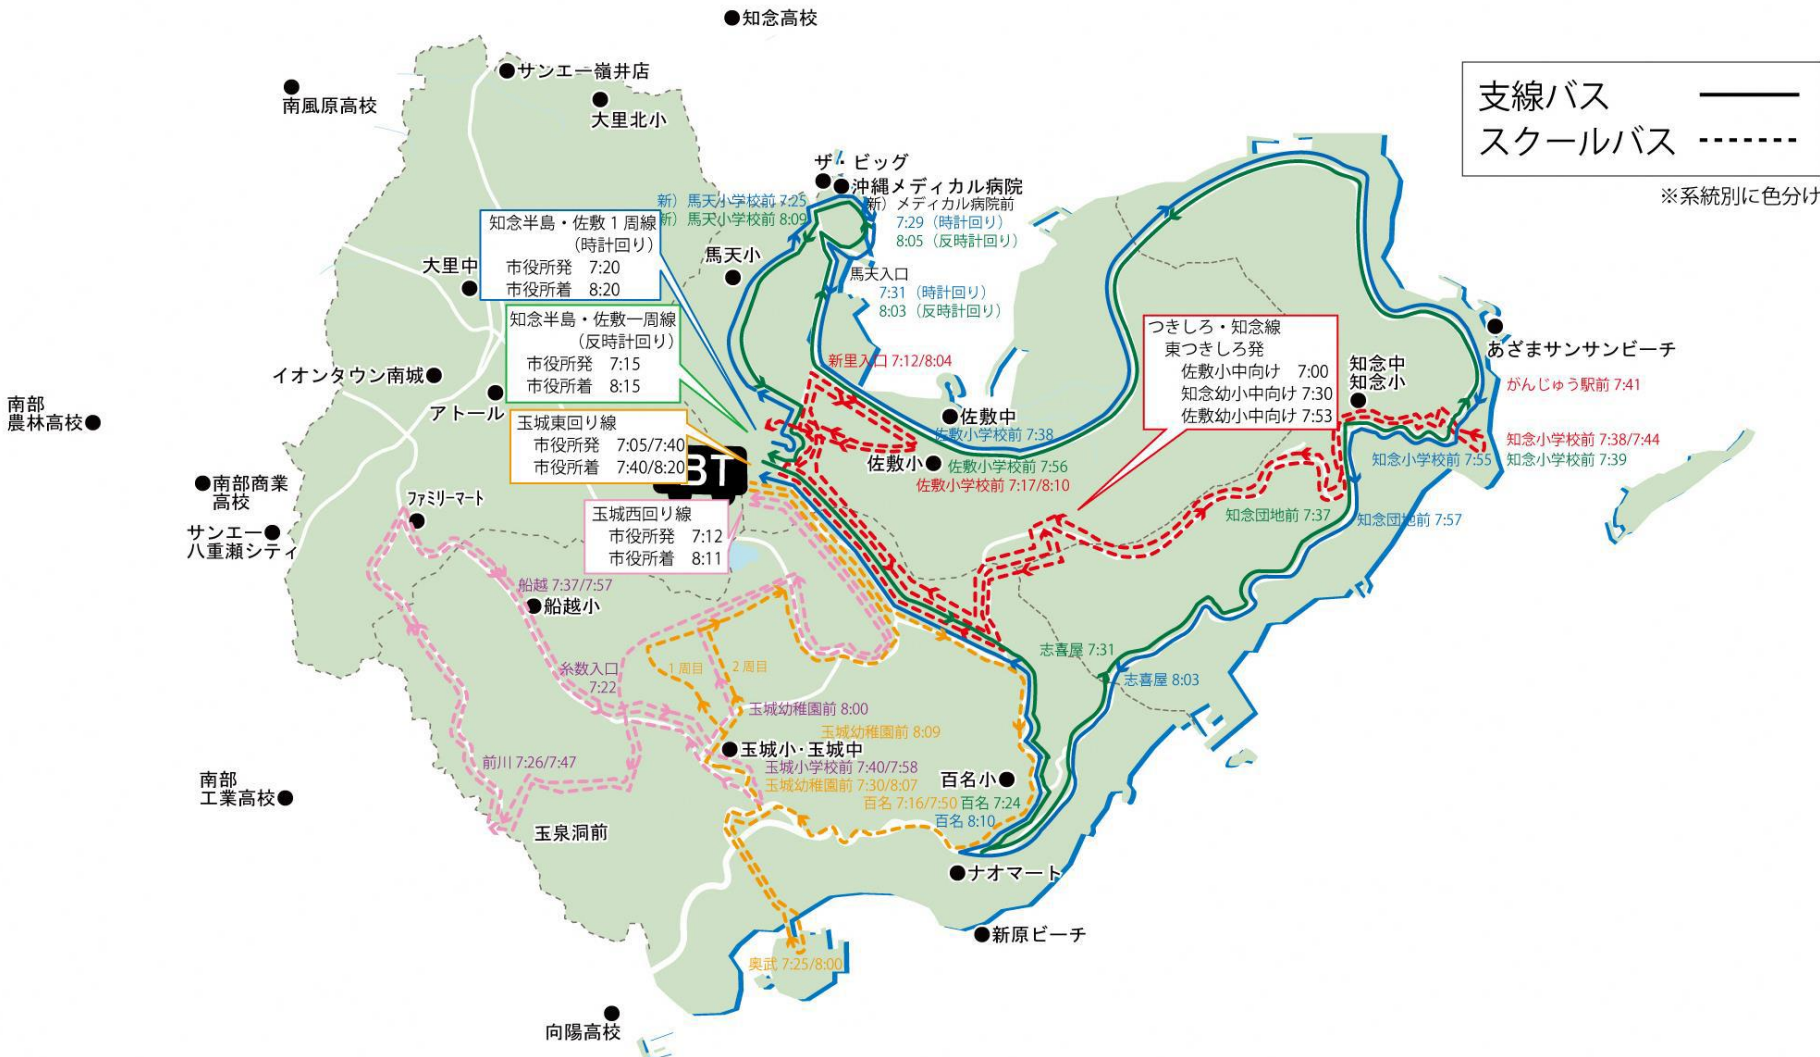 知念高校
サンエー嶺井店
南風原高校
大里北小
支線バス
スクールバス
※系統別に色分け
ザ・ビッグ
沖縄メディカル病院
新）馬天小学校前 7:25
新）馬天小学校前 8:09
新）メディカル病院前
7:29（時計回り）
8:05（反時計回り）
知念半島・佐敷１周線
（時計回り）
市役所発 7:20
市役所着 8:20
大里中
馬天小
馬天入口
7:31（時計回り）
8:03（反時計回り）
知念半島・佐敷一周線
（反時計回り）
市役所発 7:15
市役所着 8:15
つきしろ・知念線
東つきしろ発
佐敷小中向け 7:00
知念幼小中向け 7:30
佐敷幼小中向け 7:53
あざまサンサンビーチ
知念中
知念小
がんじゅう駅前 7:41
新里入口 7:12/8:04
イオンタウン南城
アトール
南部
農林高校
玉城東回り線
市役所発 7:05/7:40
市役所着 7:40/8:20
BT
佐敷中
佐敷小学校前 7:38
佐敷小
佐敷小学校前 7:56
佐敷小学校前 7:17/8:10
知念小学校前 7:38/7:44
知念小学校前 7:55
知念小学校前 7:39
南部商業
高校
ファミリーマート
サンエー
八重瀬シティ
玉城西回り線
市役所発 7:12
市役所着 8:11
知念団地前 7:37
知念団地前 7:57
船越 7:37/7:57
船越小
糸数入口
7:22
1 周目
2 周目
志喜屋 7:31
志喜屋 8:03
玉城幼稚園前 8:00
玉城幼稚園前 8:09
玉城小・玉城中
玉城小学校前 7:40/7:58
玉城幼稚園前 7:30/8:07
前川 7:26/7:47
百名小
百名 7:16/7:50
百名 7:24
百名 8:10
南部
工業高校
玉泉洞前
ナオマート
新原ビーチ
奥武 7:25/8:00
向陽高校